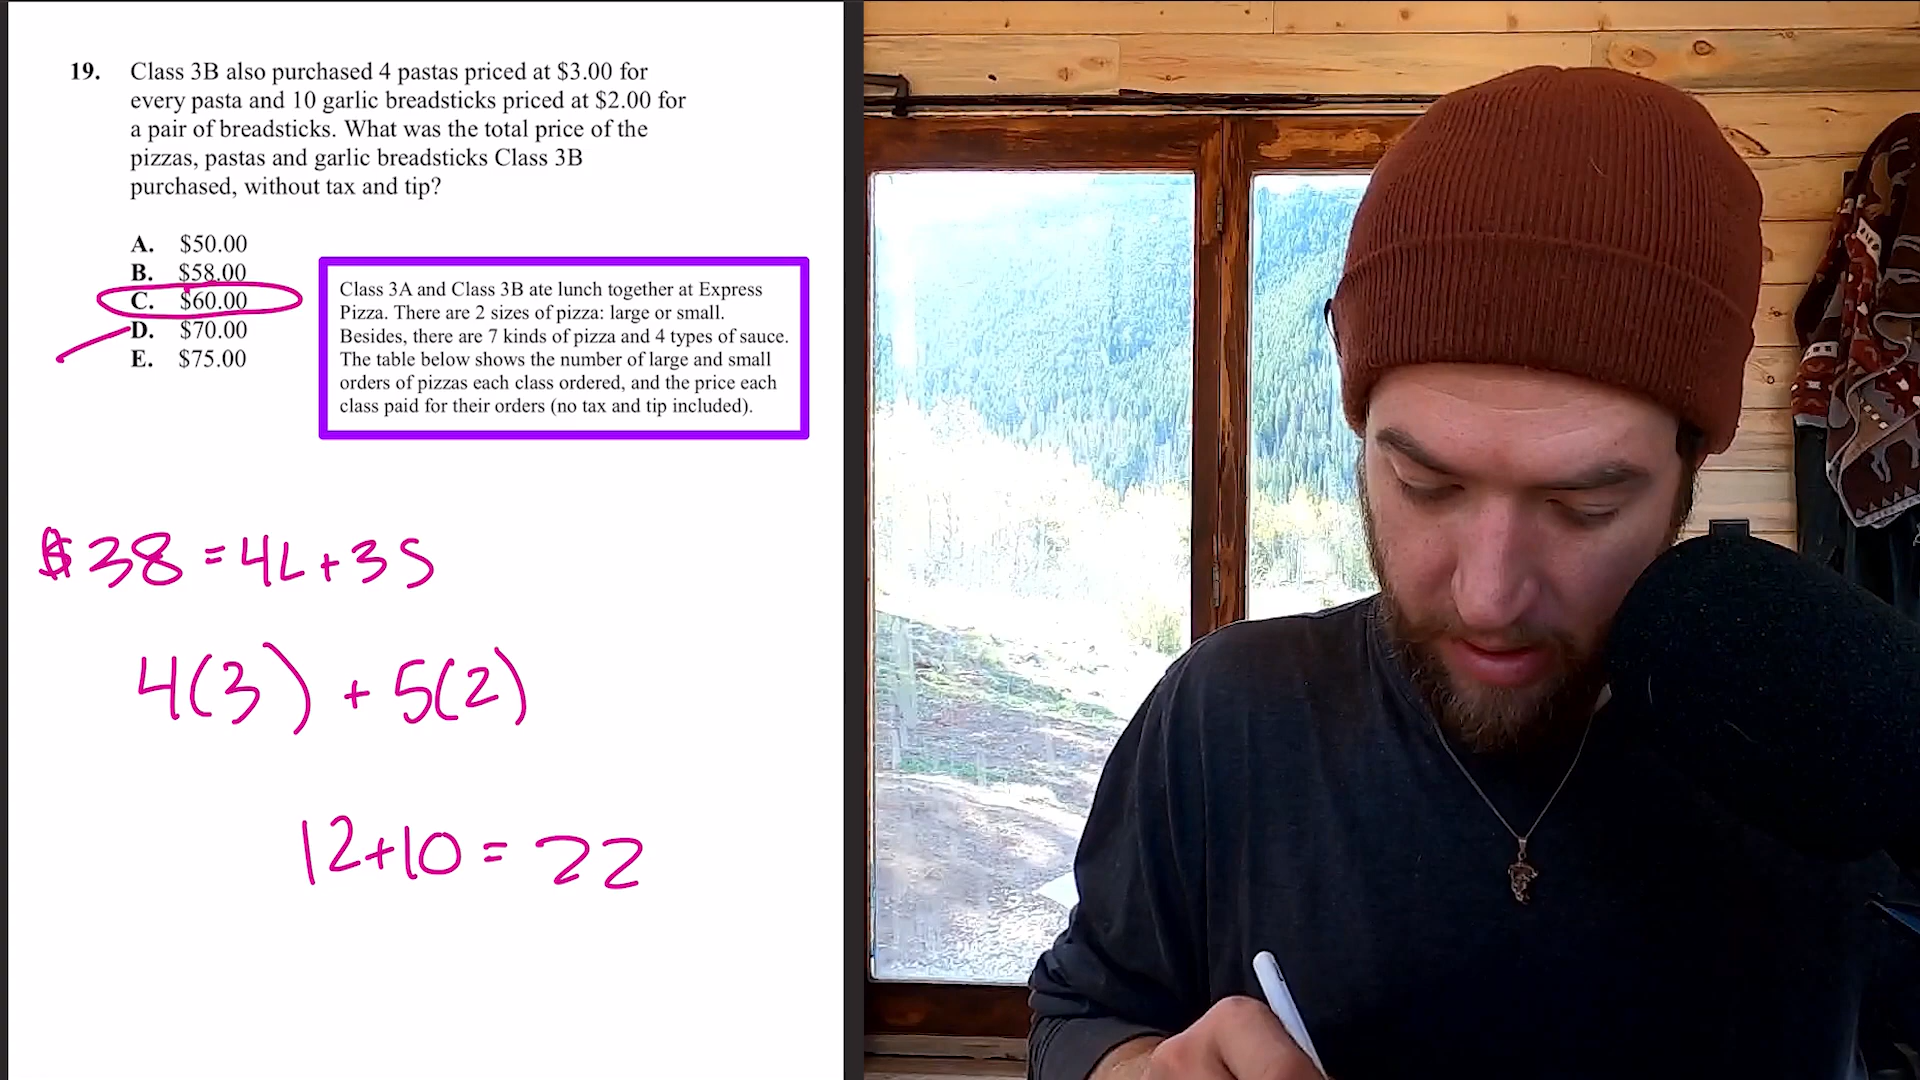 19. Class 3B also purchased 4 pastas priced at $3.00 for
every pasta and 10 garlic breadsticks priced at $2.00 for
a pair of breadsticks. What was the total price of the
pizzas, pastas and garlic breadsticks Class 3B
purchased, without tax and tip?
A. $50.00
B. $58.00
C. $60.00
D. $70.00
E. $75.00
Class 3A and Class 3B ate lunch together at Express
Pizza. There are 2 sizes of pizza: large or small.
Besides, there are 7 kinds of pizza and 4 types of sauce.
The table below shows the number of large and small
orders of pizzas each class ordered, and the price each
class paid for their orders (no tax and tip included).
$38 = 4L + 3S
4(3) + 5(2)
12+10 = 22